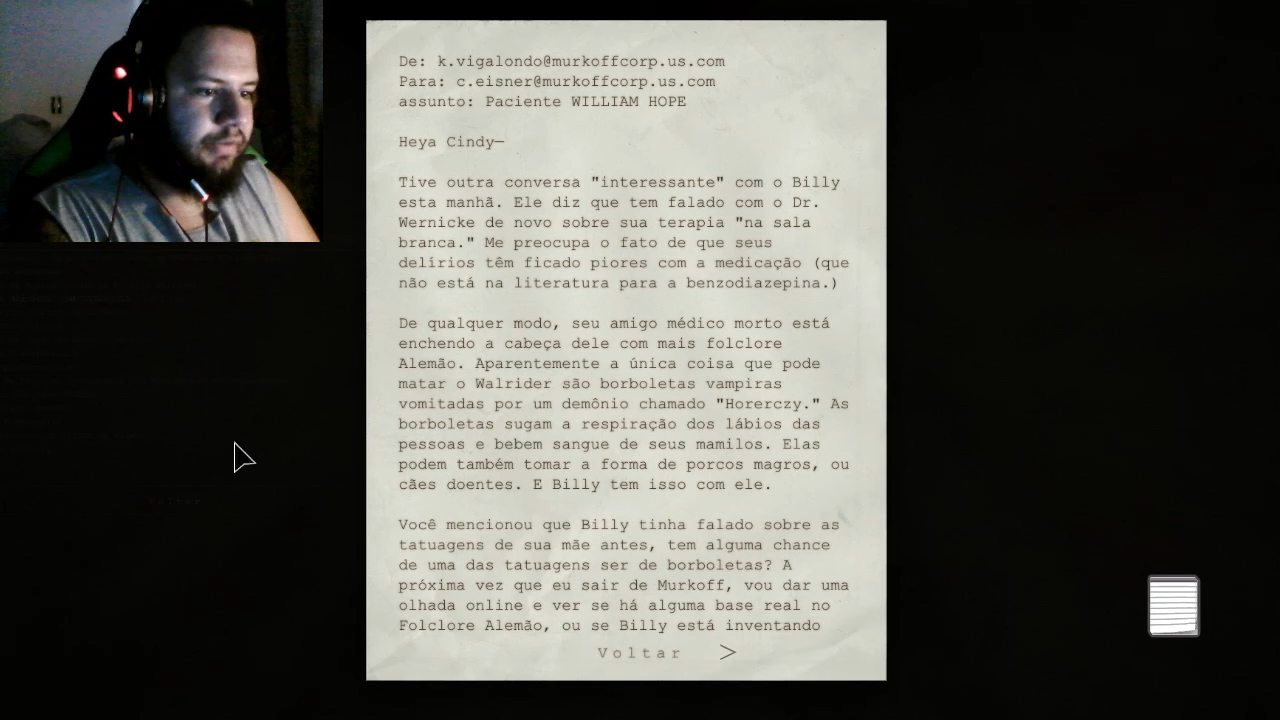 De: k.vigalondo@murkoffcorp.us.com
Para: c.eisner@murkoffcorp.us.com
assunto: Paciente WILLIAM HOPE
Heya Cindy—
Tive outra conversa "interessante" com o Billy
esta manhã. Ele diz que tem falado com o Dr.
Wernicke de novo sobre sua terapia "na sala
branca." Me preocupa o fato de que seus
delírios têm ficado piores com a medicação (que
não está na literatura para a benzodiazepina.)
De qualquer modo, seu amigo médico morto está
enchendo a cabeça dele com mais folclore
Alemão. Aparentemente a única coisa que pode
matar o Walrider são borboletas vampiras
vomitadas por um demônio chamado "Horerczy." As
borboletas sugam a respiração dos lábios das
pessoas e bebem sangue de seus mamilos. Elas
podem também tomar a forma de porcos magros, ou
cães doentes. E Billy tem isso com ele.
Você mencionou que Billy tinha falado sobre as
tatuagens de sua mãe antes, tem alguma chance
de uma das tatuagens ser de borboletas? A
próxima vez que eu sair de Murkoff, vou dar uma
olhada online e ver se há alguma base real no
Folclore Alemão, ou se Billy está inventando
Voltar >